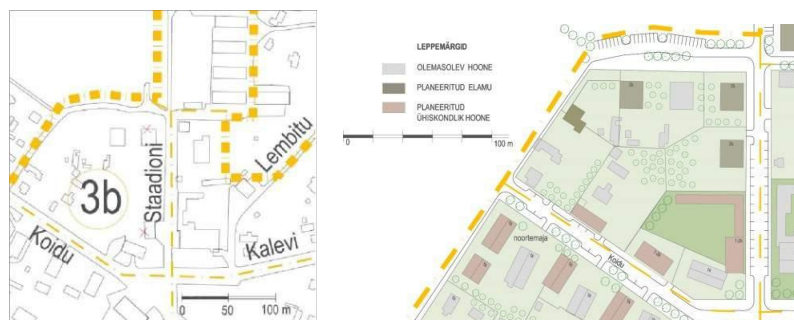 3b
Staadioni
Lembitu
Koidu
Kalevi
0 50 100 m
LEPPEMÄRGID
OLEMASOLEV HOONE
PLANEERITUD ELAMU
PLANEERITUD
ÜHISKONDLIK HOONE
0 100 m
noortemaja
Koidu